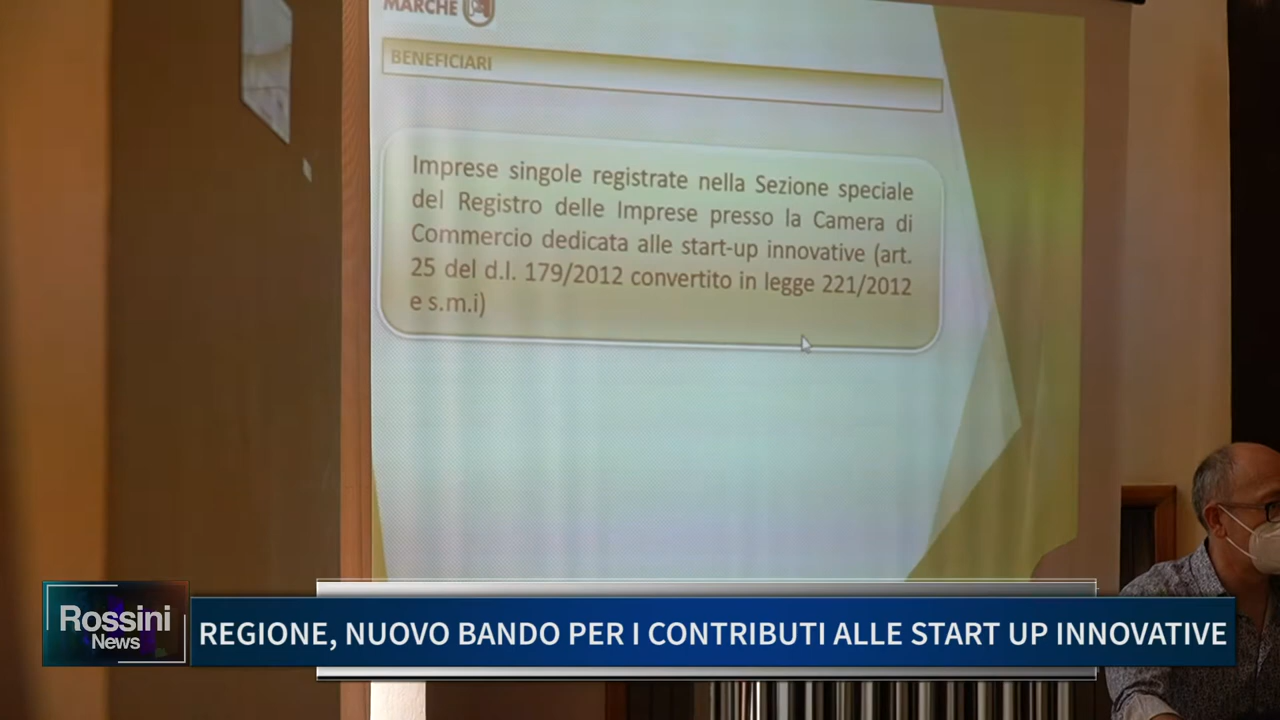 MARCHE
BENEFICIARI
Imprese singole registrate nella Sezione speciale
del Registro delle Imprese presso la Camera di
Commercio dedicata alle start-up innovative (art.
25 del d.l. 179/2012 convertito in legge 221/2012
e s.m.i)
Rossini
News
REGIONE, NUOVO BANDO PER I CONTRIBUTI ALLE START UP INNOVATIVE